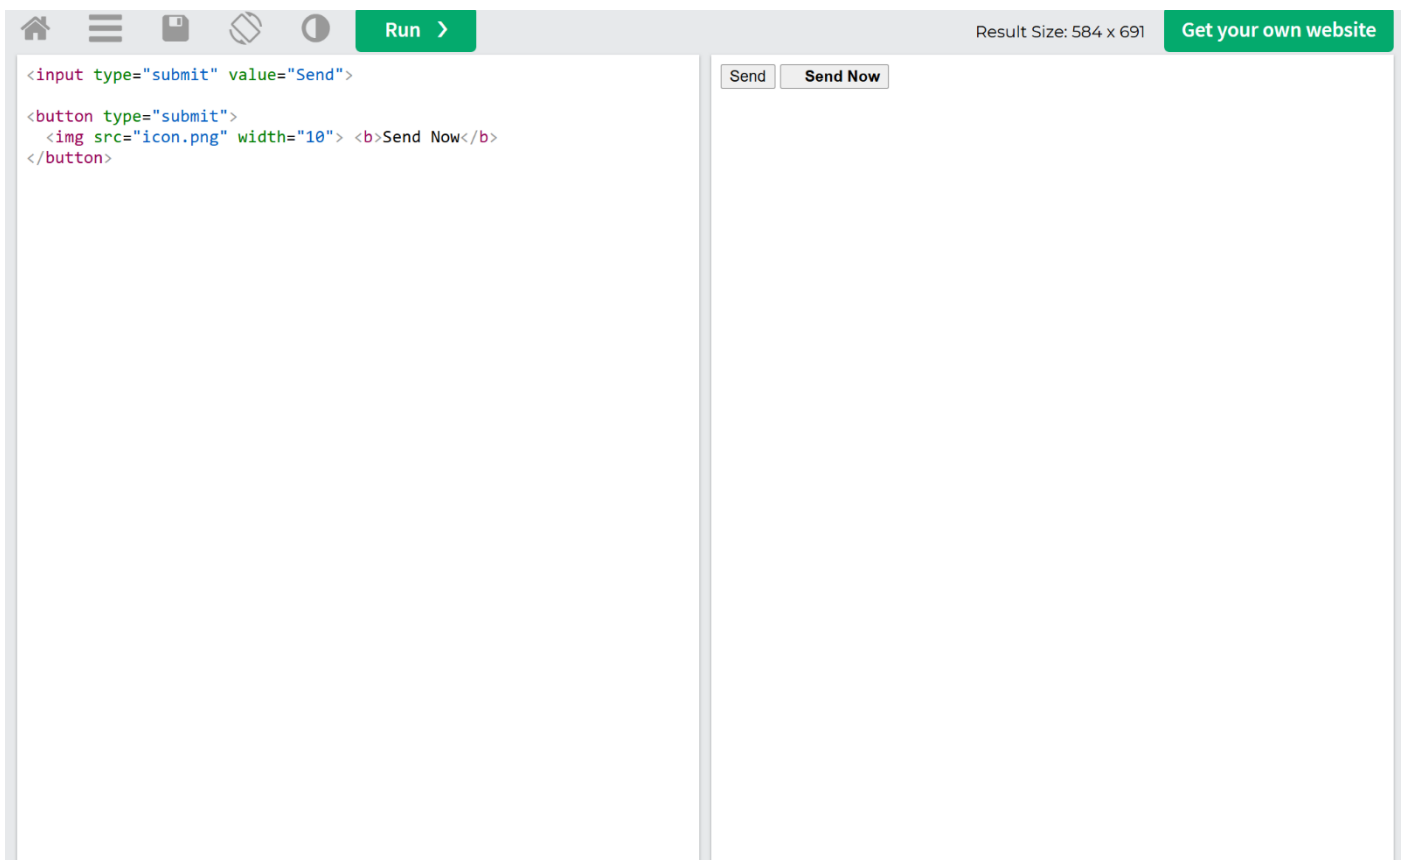 Run ❯
Result Size: 584 x 691
Get your own website
<input type="submit" value="Send">
<button type="submit">
<img src="icon.png" width="10"> <b>Send Now</b>
</button>
Send
Send Now